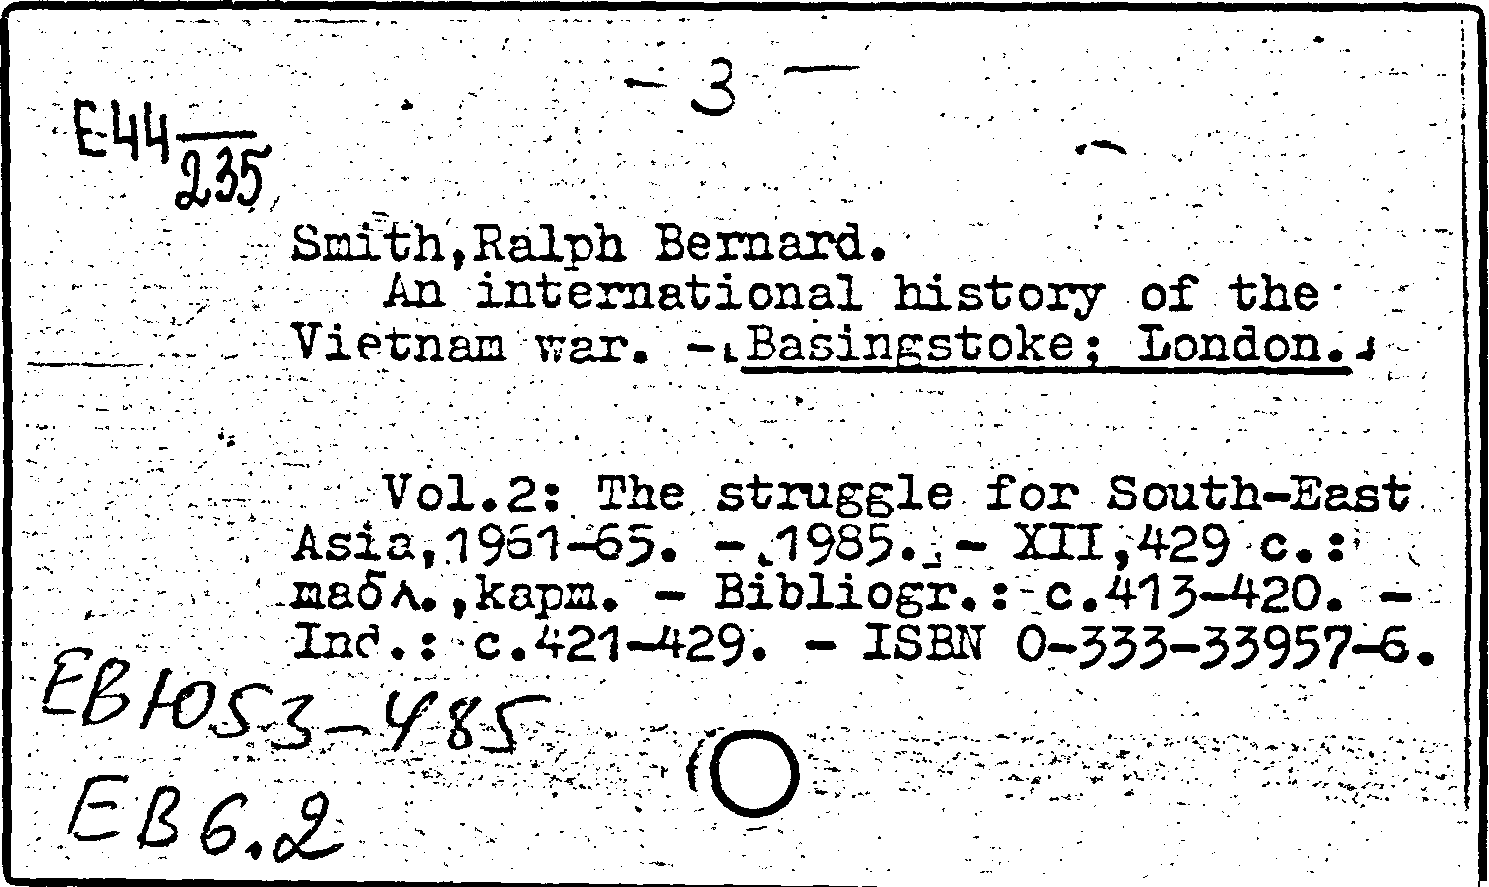 - 3 -
E44
235
Smith,Ralph Bernard.
An international history of the
Vietnam war. - [Basingstoke; London.]
Vol.2: The struggle for South-East
Asia,1961-65. - [1985.] - XII,429 с.:
табл.,карт. - Bibliogr.: с.413-420. -
Ind.: с.421-429. - ISBN 0-333-33957-6.
ЕВЮ53-485
ЕВ6.2